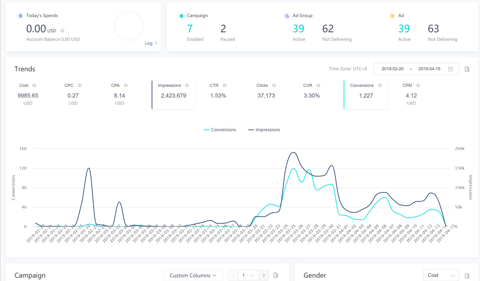 Today's Spends
0.00 USD
Account Balance 0.00 USD
Log >
Campaign
7
Enabled
2
Paused
Ad Group
39
Active
62
Not Delivering
Ad
39
Active
63
Not Delivering
Trends
Time Zone: UTC+8
2019-02-20 ~ 2019-04-15
Cost
9985.65
USD
CPC
0.27
USD
CPA
8.14
USD
Impressions
2,423,679
CTR
1.53%
Clicks
37,173
CVR
3.30%
Conversions
1,227
CPM
4.12
USD
Conversions
Impressions
160
120
80
40
0
Conversions
200k
150k
100k
50k
0k
Impressions
Campaign
Custom Columns
1
Gender
Cost